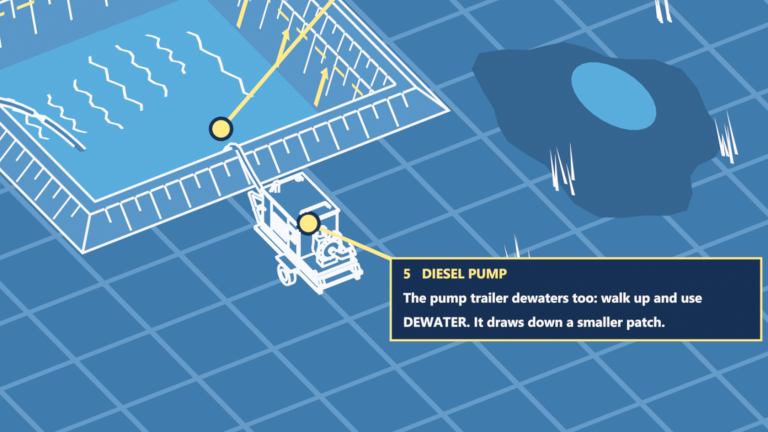 5 DIESEL PUMP
The pump trailer dewaters too: walk up and use
DEWATER. It draws down a smaller patch.